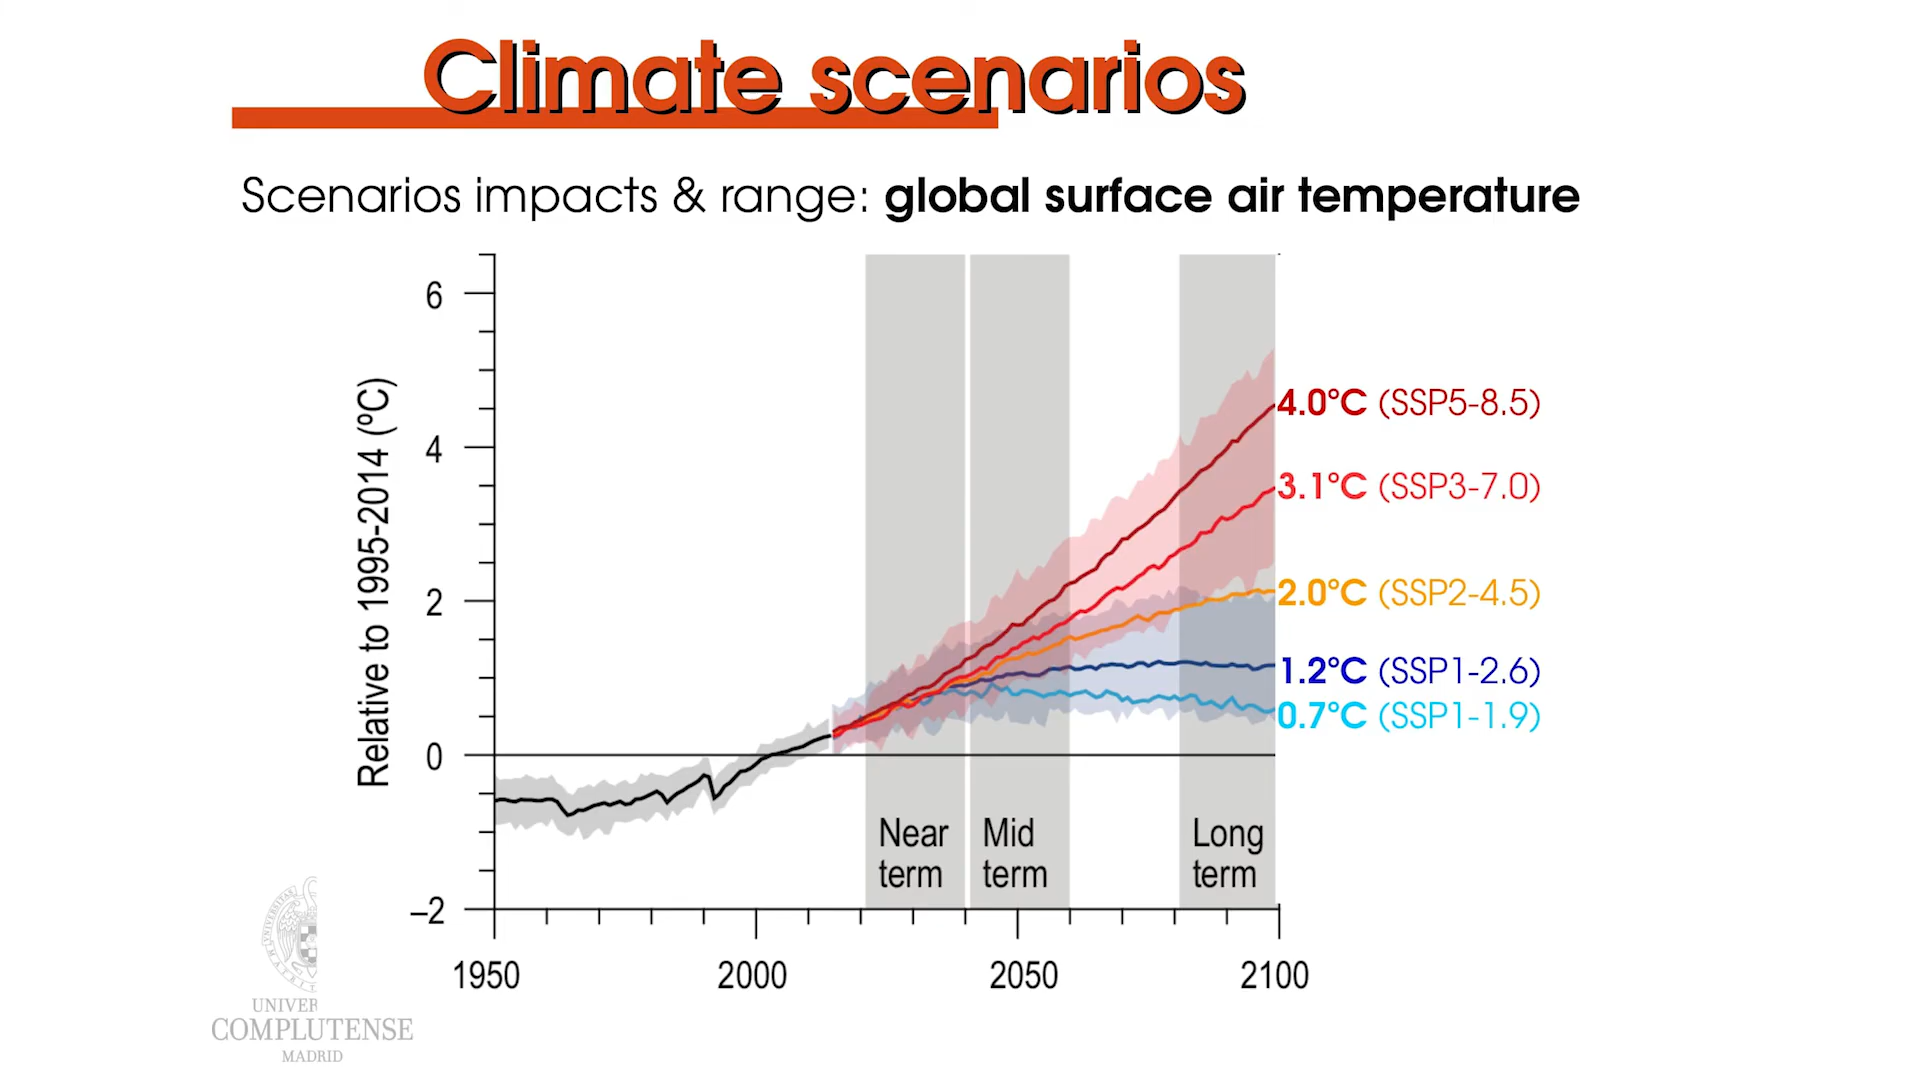 Climate scenarios
Scenarios impacts & range: global surface air temperature
Relative to 1995-2014 (ºC)
6
4
2
0
–2
4.0°C (SSP5-8.5)
3.1°C (SSP3-7.0)
2.0°C (SSP2-4.5)
1.2°C (SSP1-2.6)
0.7°C (SSP1-1.9)
Near
term
Mid
term
Long
term
1950
2000
2050
2100
UNIVER
COMPLUTENSE
MADRID